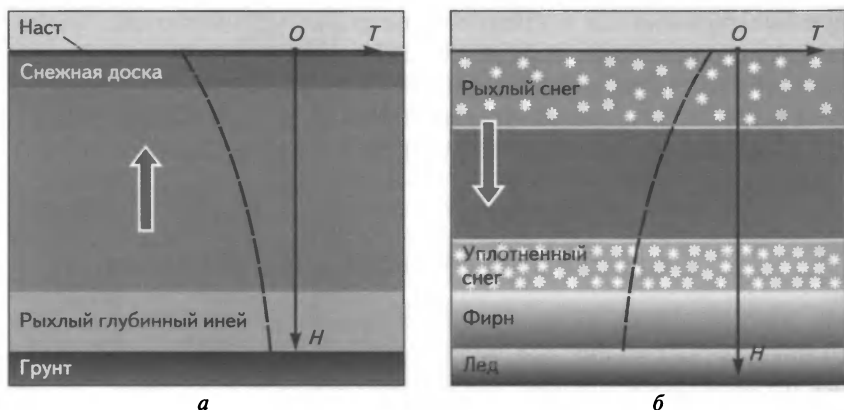 Наст
O
T
Снежная доска
Рыхлый глубинный иней
H
Грунт
а
O
T
Рыхлый снег
Уплотненный
снег
Фирн
H
Лед
б